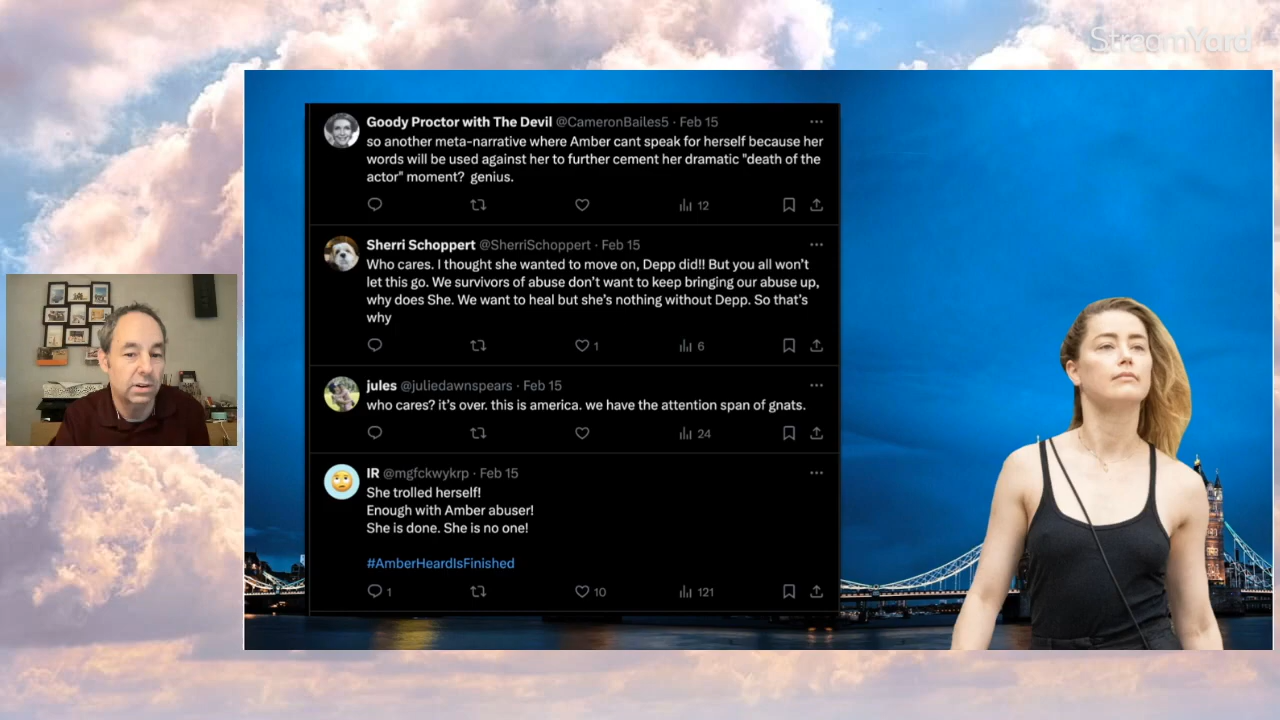 StreamYard
Goody Proctor with The Devil @CameronBailes5 · Feb 15
so another meta-narrative where Amber cant speak for herself because her
words will be used against her to further cement her dramatic "death of the
actor" moment? genius.
12
Sherri Schoppert @SherriSchoppert · Feb 15
Who cares. I thought she wanted to move on, Depp did!! But you all won't
let this go. We survivors of abuse don't want to keep bringing our abuse up,
why does She. We want to heal but she's nothing without Depp. So that's
why
1 6
jules @juliedawnspears · Feb 15
who cares? it's over. this is america. we have the attention span of gnats.
24
IR @mgfckwykrp · Feb 15
She trolled herself!
Enough with Amber abuser!
She is done. She is no one!
#AmberHeardIsFinished
1 10 121